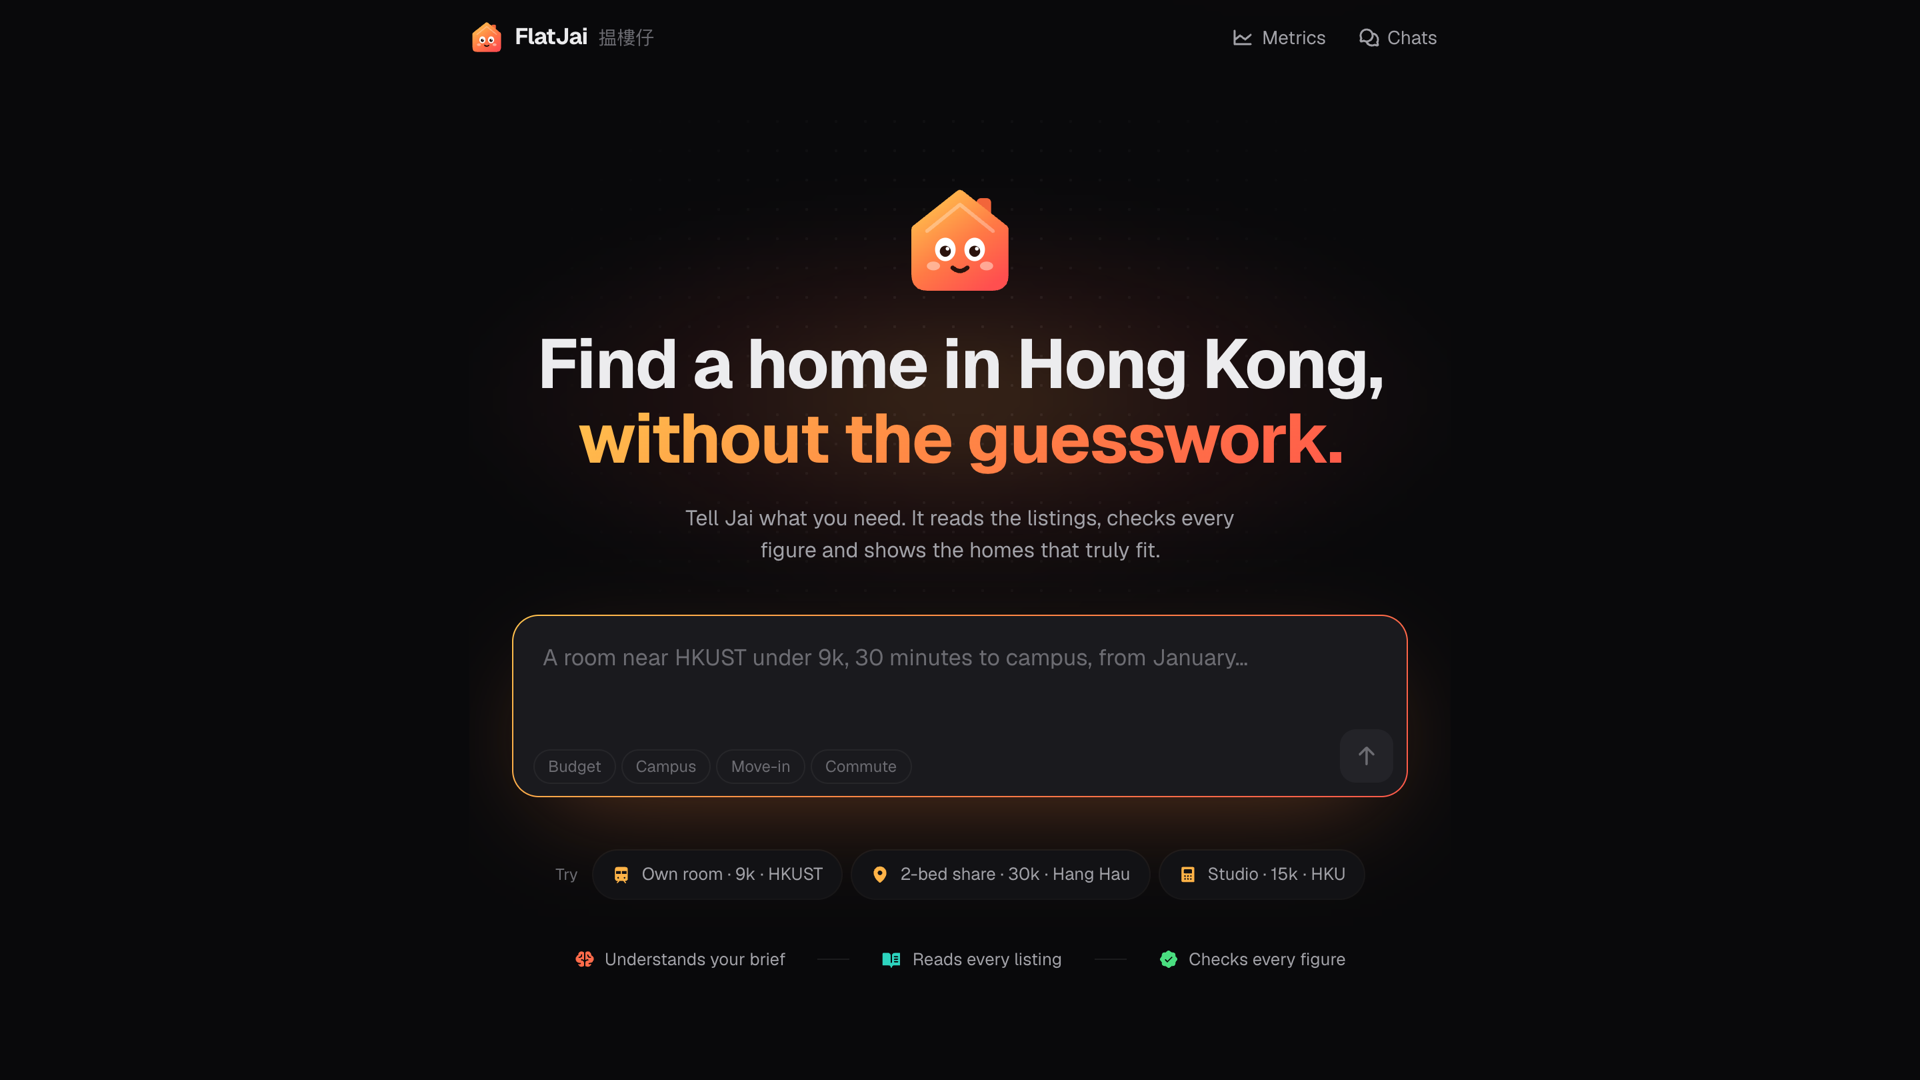 FlatJai 搵樓仔
Metrics
Chats
Find a home in Hong Kong,
without the guesswork.
Tell Jai what you need. It reads the listings, checks every
figure and shows the homes that truly fit.
A room near HKUST under 9k, 30 minutes to campus, from January…
Budget
Campus
Move-in
Commute
Try
Own room · 9k · HKUST
2-bed share · 30k · Hang Hau
Studio · 15k · HKU
Understands your brief
Reads every listing
Checks every figure